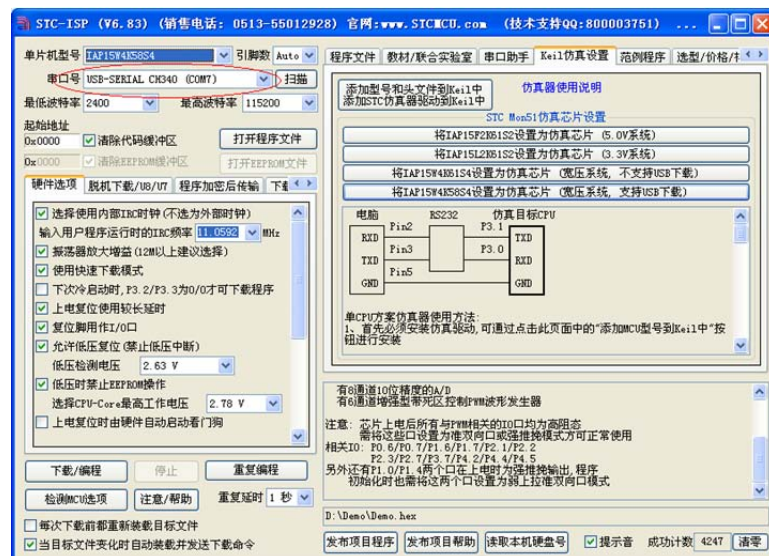 STC-ISP (V6.83) (销售电话: 0513-55012928) 官网:www.STCMCU.com (技术支持QQ:800003751) ...
单片机型号 IAP15W4K58S4 引脚数 Auto
串口号 USB-SERIAL CH340 (COM7) 扫描
最低波特率 2400 最高波特率 115200
起始地址
0x0000 清除代码缓冲区 打开程序文件
0x0000 清除EEPROM缓冲区 打开EEPROM文件
硬件选项 脱机下载/U8/U7 程序加密后传输
选择使用内部IRC时钟(不选为外部时钟)
输入用户程序运行时的IRC频率 11.0592 MHz
振荡器放大增益(12M以上建议选择)
使用快速下载模式
下次冷启动时,P3.2/P3.3为0/0才可下载程序
上电复位使用较长延时
复位脚用作I/O口
允许低压复位(禁止低压中断)
低压检测电压 2.63 V
低压时禁止EEPROM操作
选择CPU-Core最高工作电压 2.78 V
上电复位时由硬件自动启动看门狗
下载/编程 停止 重复编程
检测MCU选项 注意/帮助 重复延时 1 秒
每次下载前都重新装载目标文件
当目标文件变化时自动装载并发送下载命令
程序文件 教材/联合实验室 串口助手 Keil仿真设置 范例程序 选型/价格/
添加型号和头文件到Keil中
添加STC仿真器驱动到Keil中
仿真器使用说明
STC Mon51仿真芯片设置
将IAP15F2K61S2设置为仿真芯片 (5.0V系统)
将IAP15L2K61S2设置为仿真芯片 (3.3V系统)
将IAP15W4K61S4设置为仿真芯片 (宽压系统, 不支持USB下载)
将IAP15W4K58S4设置为仿真芯片 (宽压系统, 支持USB下载)
电脑 RS232 仿真目标CPU
Pin2 P3.1
RXD TXD
Pin3 P3.0
TXD RXD
Pin5
GND GND
单CPU方案仿真器使用方法:
1、首先必须安装仿真驱动,可通过点击此页面中的"添加MCU型号到Keil中"按
钮进行安装
有8通道10位精度的A/D
有6通道增强型带死区控制PWM波形发生器
注意: 芯片上电后所有与PWM相关的IO口均为高阻态
需将这些口设置为准双向口或强推挽模式方可正常使用
相关IO: P0.6/P0.7/P1.6/P1.7/P2.1/P2.2
P2.3/P2.7/P3.7/P4.2/P4.4/P4.5
另外还有P1.0/P1.4两个口在上电时为强推挽输出,程序
初始化时也需将这两个口设置为弱上拉准双向口模式
D:\Demo\Demo.hex
发布项目程序 发布项目帮助 读取本机硬盘号 提示音 成功计数 4247 清零